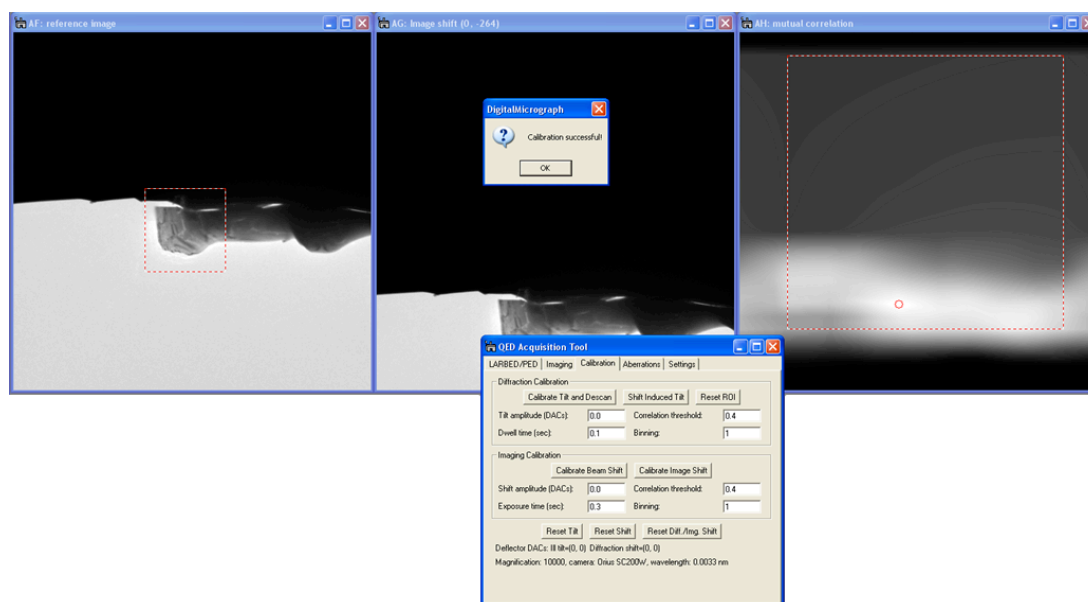 AF: reference image
AG: Image shift (0, -264)
AH: mutual correlation
DigitalMicrograph
Calibration successful!
OK
QED Acquisition Tool
LARBED/PED Imaging Calibration Aberrations Settings
Diffraction Calibration
Calibrate Tilt and Descan Shift Induced Tilt Reset ROI
Tilt amplitude (DACs): 0.0 Correlation threshold: 0.4
Dwell time (sec): 0.1 Binning: 1
Imaging Calibration
Calibrate Beam Shift Calibrate Image Shift
Shift amplitude (DACs): 0.0 Correlation threshold: 0.4
Exposure time (sec): 0.3 Binning: 1
Reset Tilt Reset Shift Reset Diff./Img. Shift
Deflector DACs: Ill tilt=(0, 0) Diffraction shift=(0, 0)
Magnification: 10000, camera: Orius SC200W, wavelength: 0.0033 nm